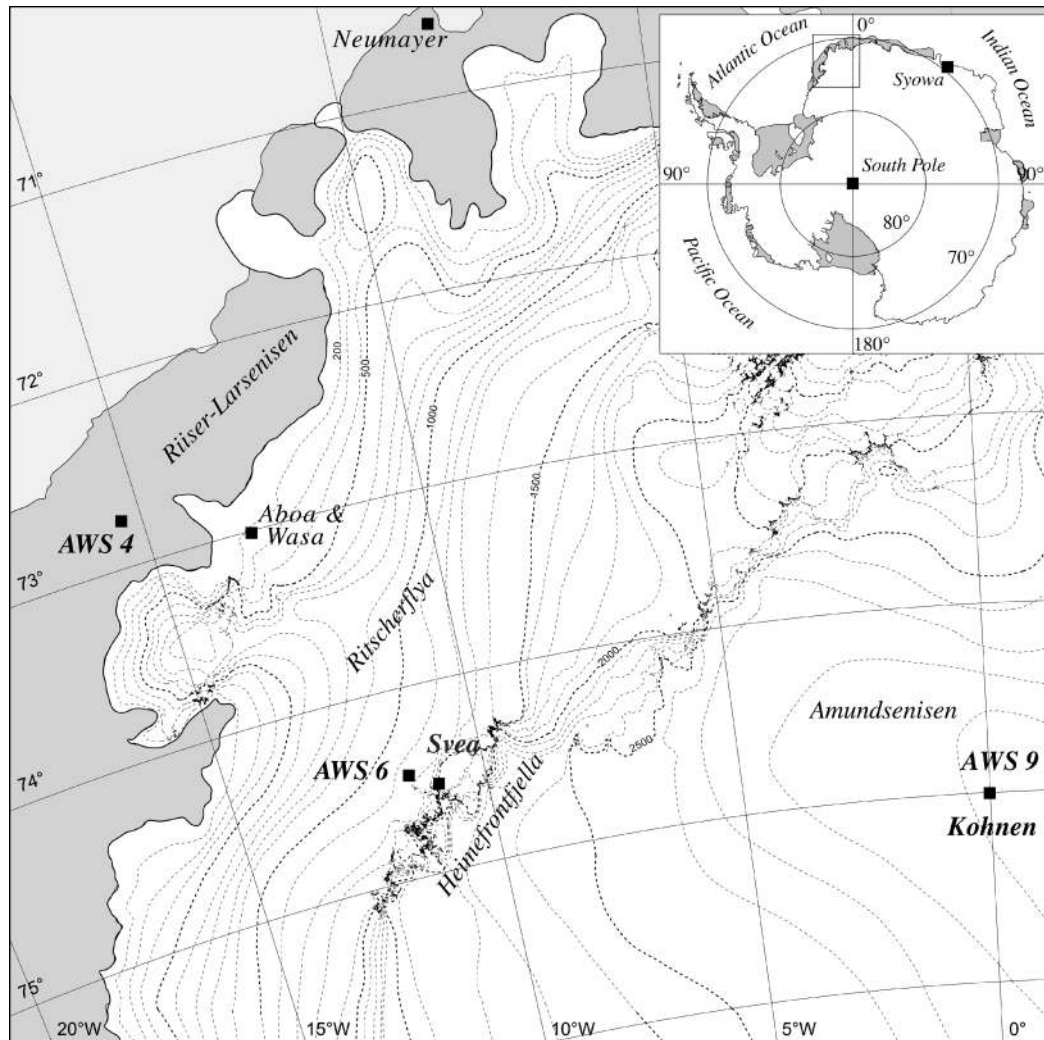 Neumayer
0°
Atlantic Ocean
Indian Ocean
Syowa
South Pole
90°
90°
80°
70°
Pacific Ocean
180°
71°
72°
73°
74°
75°
200
500
1000
1500
2000
2500
Riiser-Larsenisen
Aboa &
Wasa
AWS 4
Ritscherflya
Amundsenisen
Svea
AWS 6
AWS 9
Heimefrontfjella
Kohnen
20°W
15°W
10°W
5°W
0°